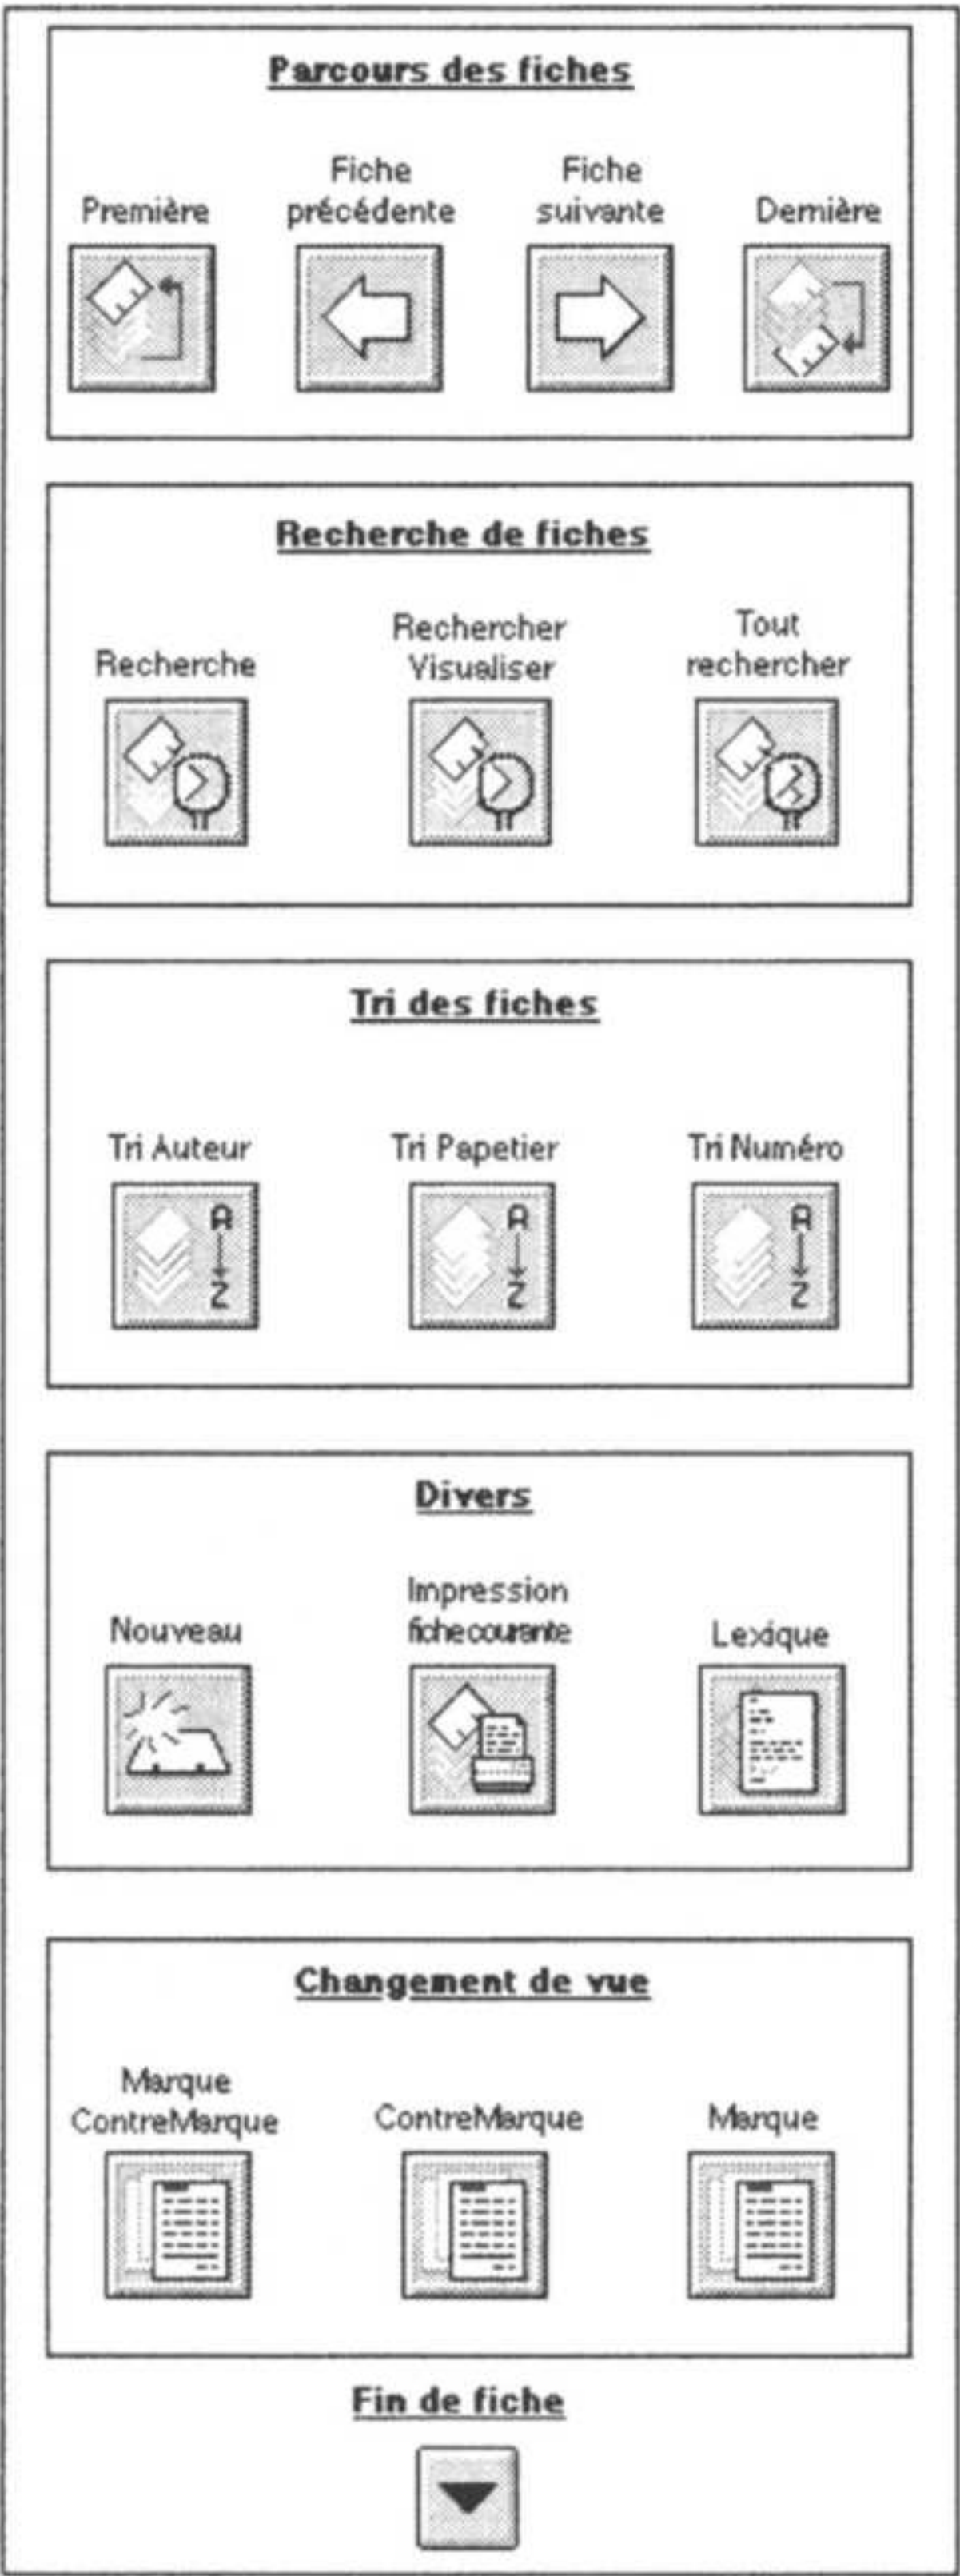 Parcours des fiches
Première
Fiche
précédente
Fiche
suivante
Dernière
Recherche de fiches
Recherche
Rechercher
Visualiser
Tout
rechercher
Tri des fiches
Tri Auteur
Tri Papetier
Tri Numéro
A
Z
A
Z
A
Z
Divers
Nouveau
Impression
fiche courante
Lexique
Changement de vue
Marque
ContreMarque
ContreMarque
Marque
Fin de fiche